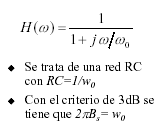 H(ω) = 1 / (1 + j ω/ω₀)
◆ Se trata de una red RC
con RC=1/w₀
◆ Con el criterio de 3dB se
tiene que 2πBₛ= w₀